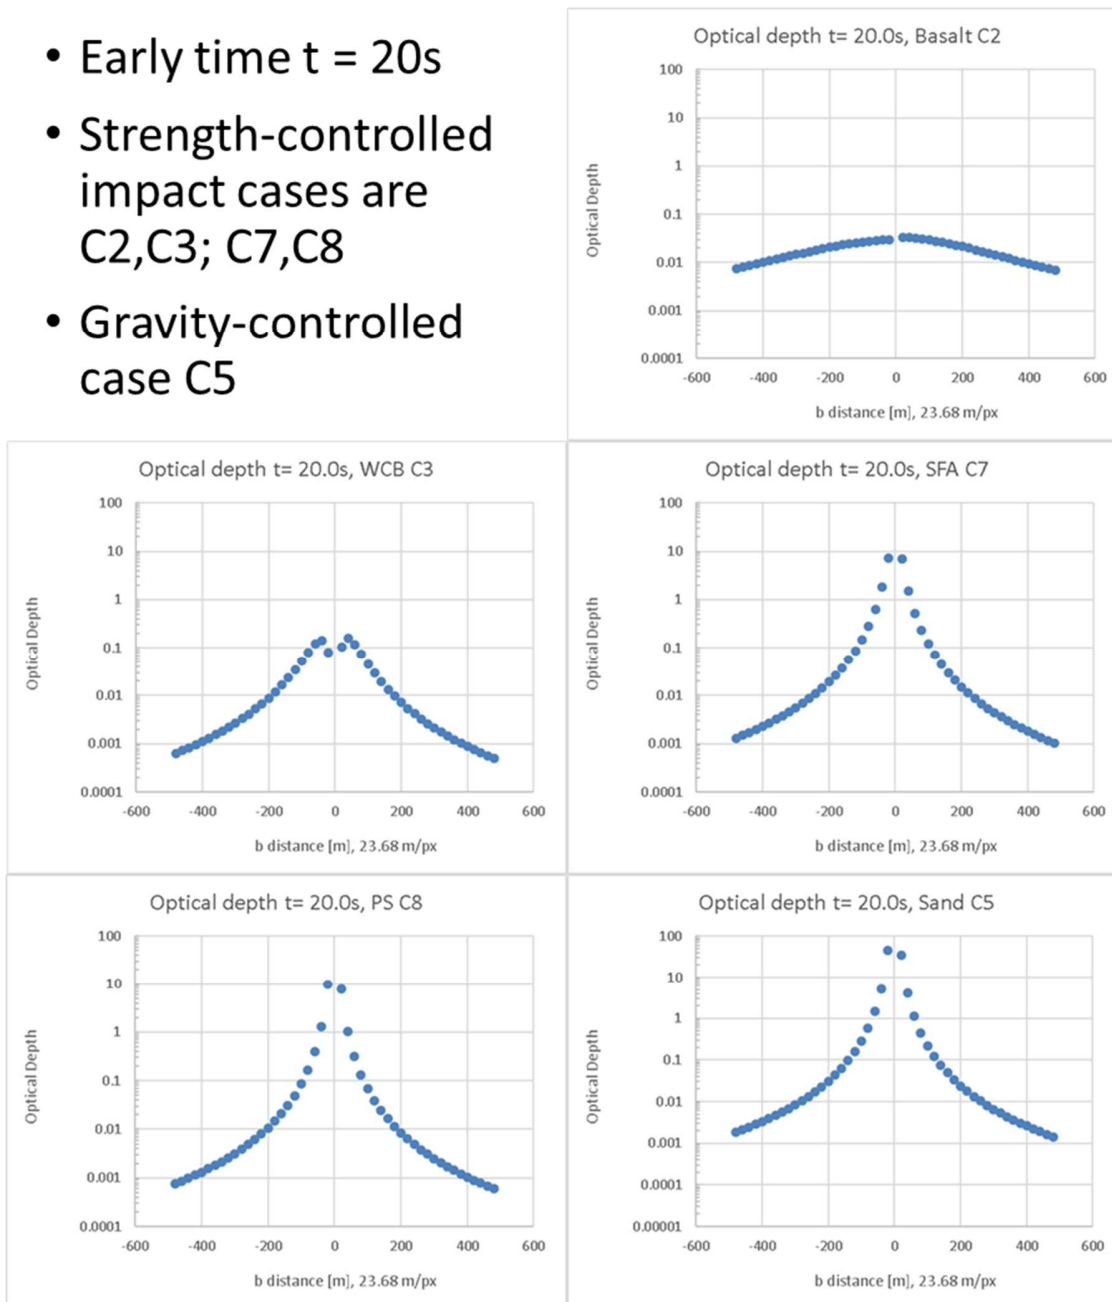 • Early time t = 20s
• Strength-controlled
impact cases are
C2,C3; C7,C8
• Gravity-controlled
case C5
Optical depth t= 20.0s, Basalt C2
100
10
1
0.1
0.01
0.001
0.0001
Optical Depth
-600 -400 -200 0 200 400 600
b distance [m], 23.68 m/px
Optical depth t= 20.0s, WCB C3
100
10
1
0.1
0.01
0.001
0.0001
Optical Depth
-600 -400 -200 0 200 400 600
b distance [m], 23.68 m/px
Optical depth t= 20.0s, SFA C7
100
10
1
0.1
0.01
0.001
0.0001
Optical Depth
-600 -400 -200 0 200 400 600
b distance [m], 23.68 m/px
Optical depth t= 20.0s, PS C8
100
10
1
0.1
0.01
0.001
0.0001
Optical Depth
-600 -400 -200 0 200 400 600
b distance [m], 23.68 m/px
Optical depth t= 20.0s, Sand C5
100
10
1
0.1
0.01
0.001
0.0001
0.00001
Optical Depth
-600 -400 -200 0 200 400 600
b distance [m], 23.68 m/px